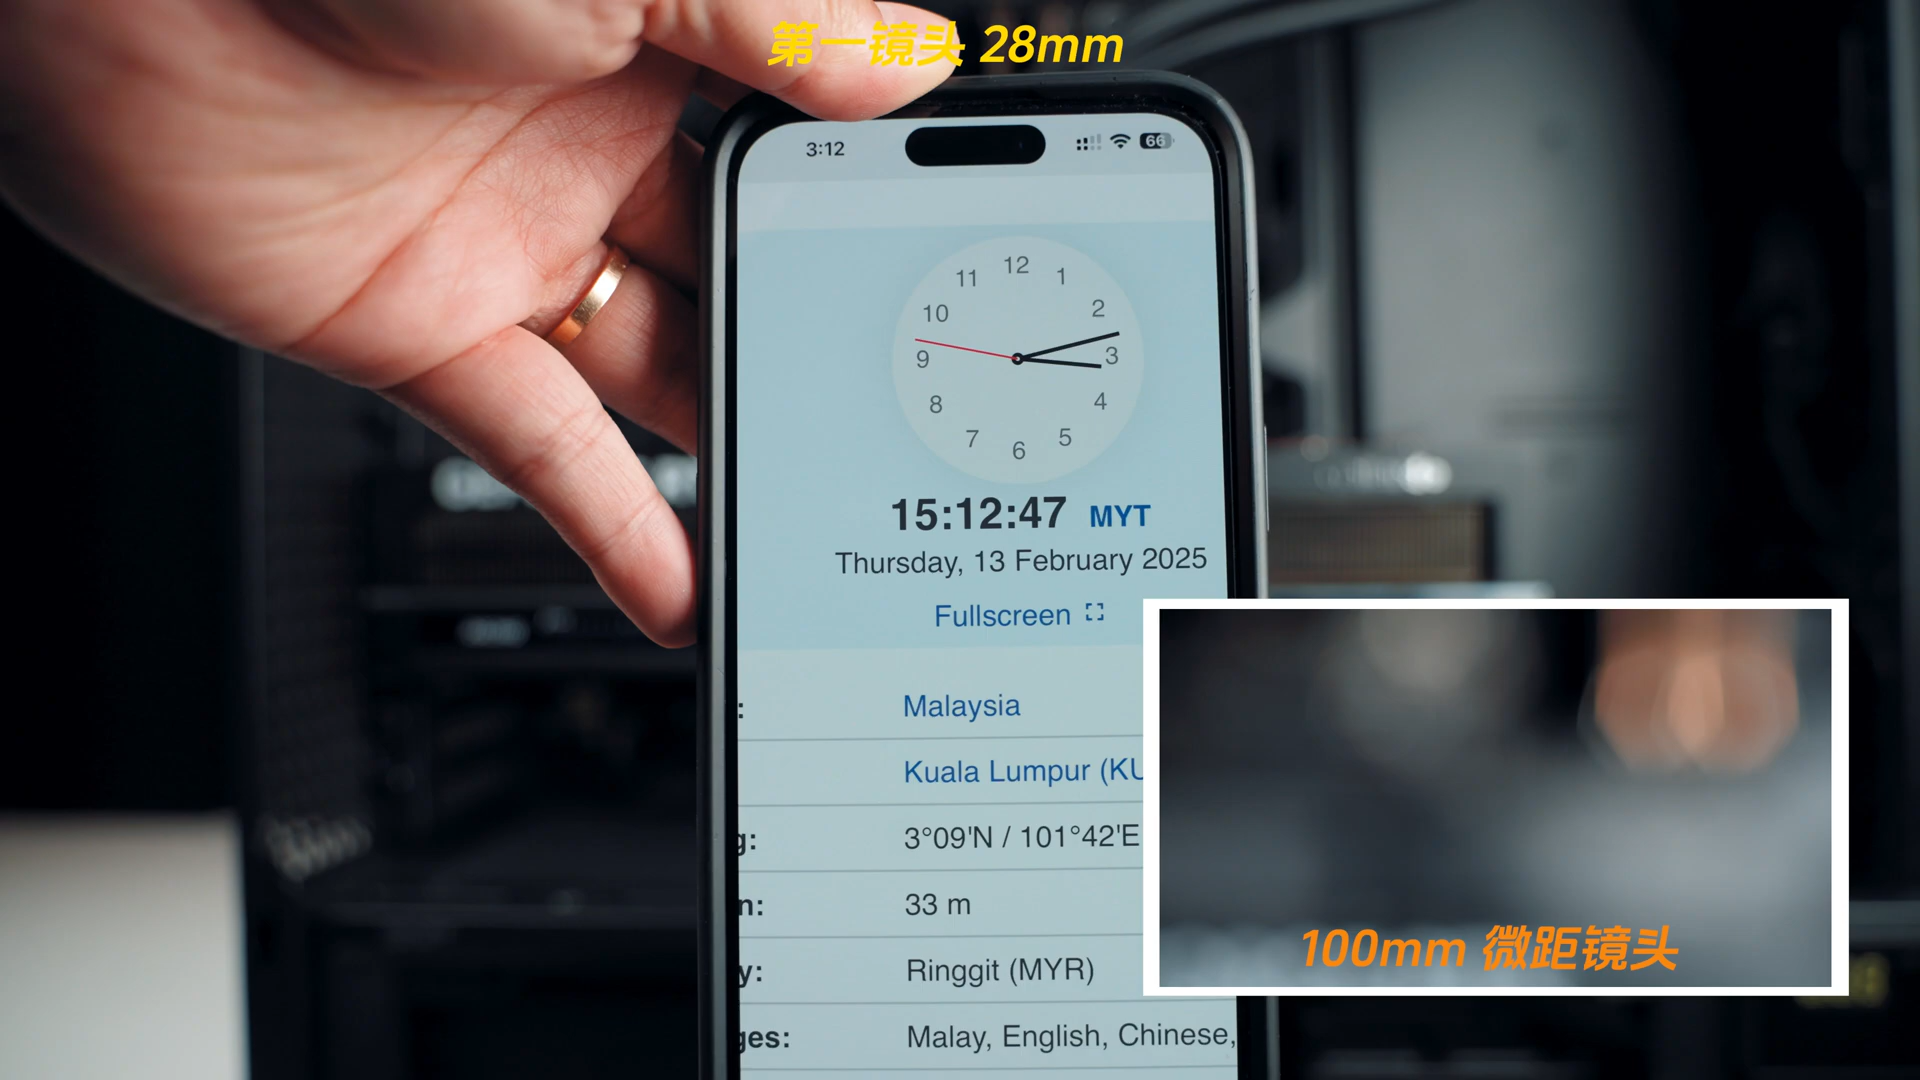 第一镜头 28mm
3:12
66
12
11
1
10
2
9
3
8
4
7
5
6
15:12:47 MYT
Thursday, 13 February 2025
Fullscreen
: Malaysia
Kuala Lumpur (KU
g: 3°09'N / 101°42'E
n: 33 m
y: Ringgit (MYR)
ges: Malay, English, Chinese,
100mm 微距镜头